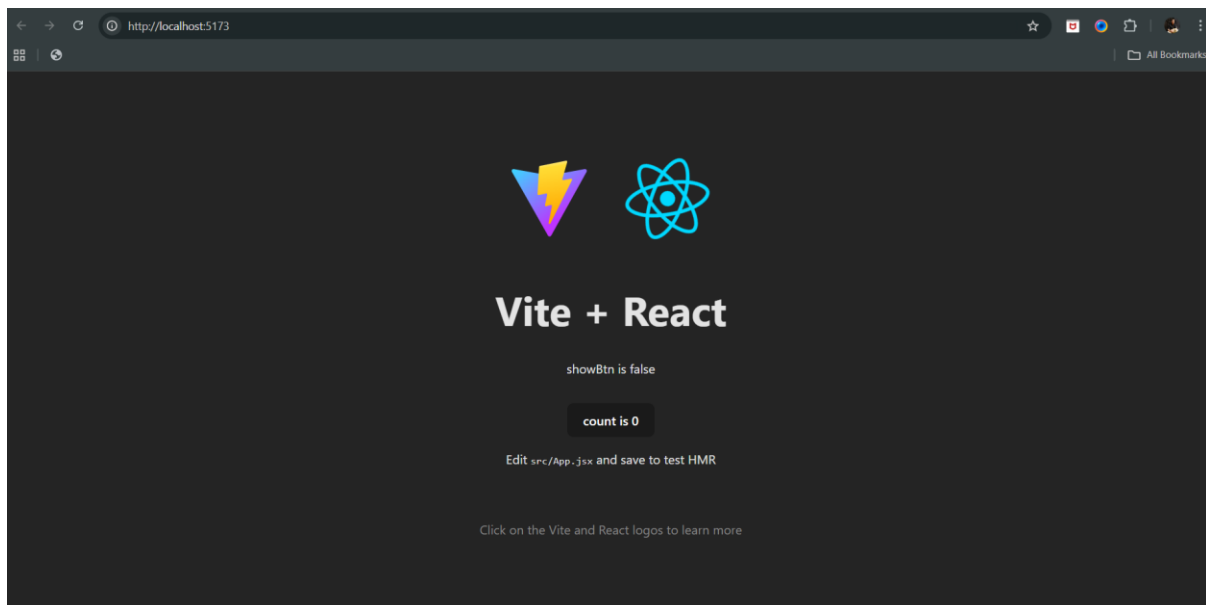 http://localhost:5173
All Bookmarks
Vite + React
showBtn is false
count is 0
Edit src/App.jsx and save to test HMR
Click on the Vite and React logos to learn more